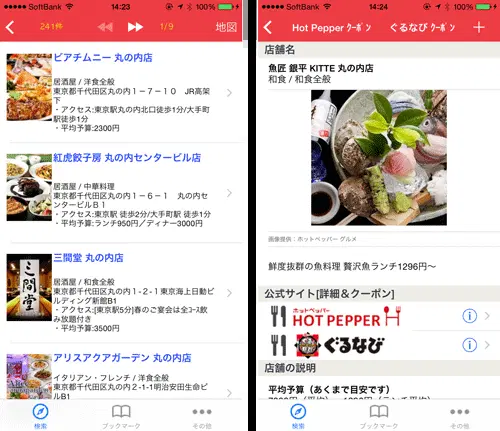 SoftBank 14:23 100%
241件 1/9 地図
ピアチムニー 丸の内店
居酒屋 / 洋食全般
東京都千代田区丸の内1-7-10 JR高架
下
・アクセス:東京駅丸の内北口徒歩1分/大手町
駅徒歩1分
・平均予算:2300円
紅虎餃子房 丸の内センタービル店
居酒屋 / 中華料理
東京都千代田区丸の内1-6-1 丸の内セ
ンタービルB1
・アクセス:東京駅 徒歩2分/大手町駅 徒歩1分
・平均予算:ランチ950円／ディナー3000円
三間堂
三間堂 丸の内店
居酒屋 / 和食全般
東京都千代田区丸の内1-2-1東京海上日動ビ
ルディング新館B1
・アクセス:[東京駅5分]春のご宴会は全ｺｰｽ飲
み放題付き
・平均予算:3500円
アリスアクアガーデン 丸の内店
イタリアン・フレンチ / 洋食全般
東京都千代田区丸の内2-1-1明治安田生命ビ
ルB1
検索 ブックマーク その他
SoftBank 14:24 100%
Hot Pepper ｸｰﾎﾟﾝ ぐるなび ｸｰﾎﾟﾝ
店舗名
魚匠 銀平 KITTE 丸の内店
和食 / 和食全般
画像提供：ホットペッパー グルメ
鮮度抜群の魚料理 贅沢魚ランチ1296円～
公式サイト[詳細＆クーポン]
ホットペッパー
HOT PEPPER
ぐるなび
店舗の説明
平均予算（あくまで目安です）
検索 ブックマーク その他